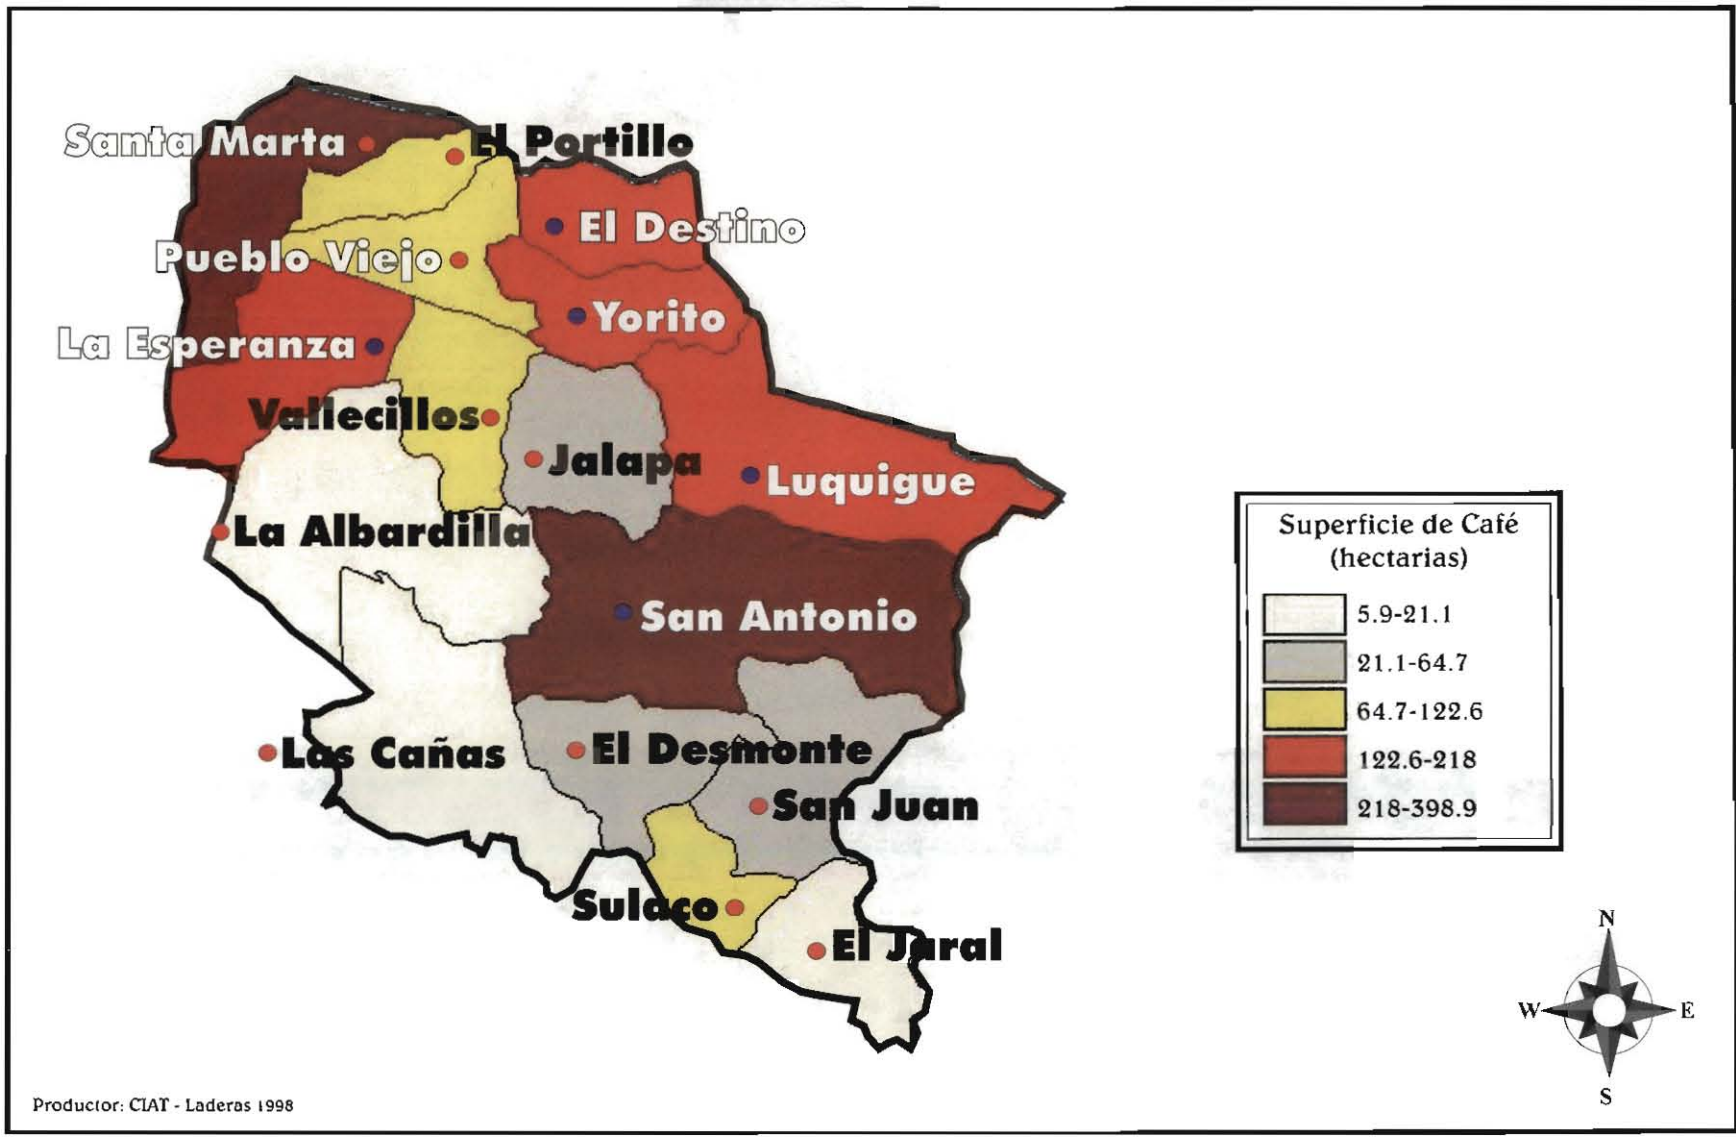 Santa Marta
El Portillo
El Destino
Pueblo Viejo
Yorito
La Esperanza
Vallecillos
Jalapa
Luquigue
La Albardilla
San Antonio
Las Cañas
El Desmonte
San Juan
Sulaco
El Jaral
Superficie de Café
(hectarias)
5.9-21.1
21.1-64.7
64.7-122.6
122.6-218
218-398.9
N
W
E
S
Productor: CIAT - Laderas 1998